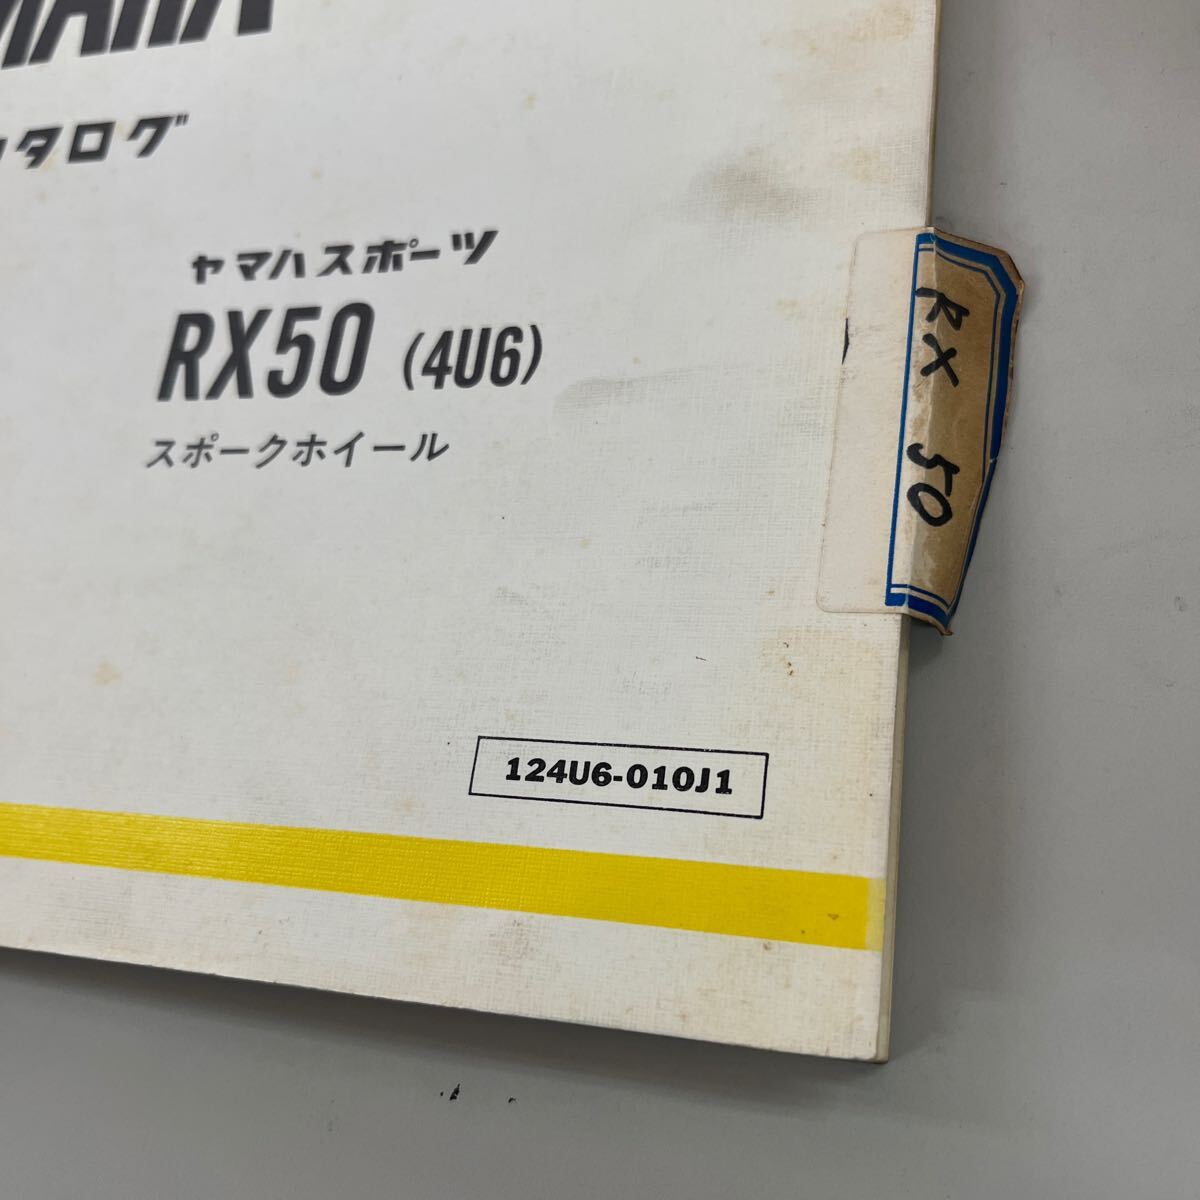 タログ
ヤマハスポーツ
RX50 (4U6)
スポークホイール
RX 50
124U6-010J1